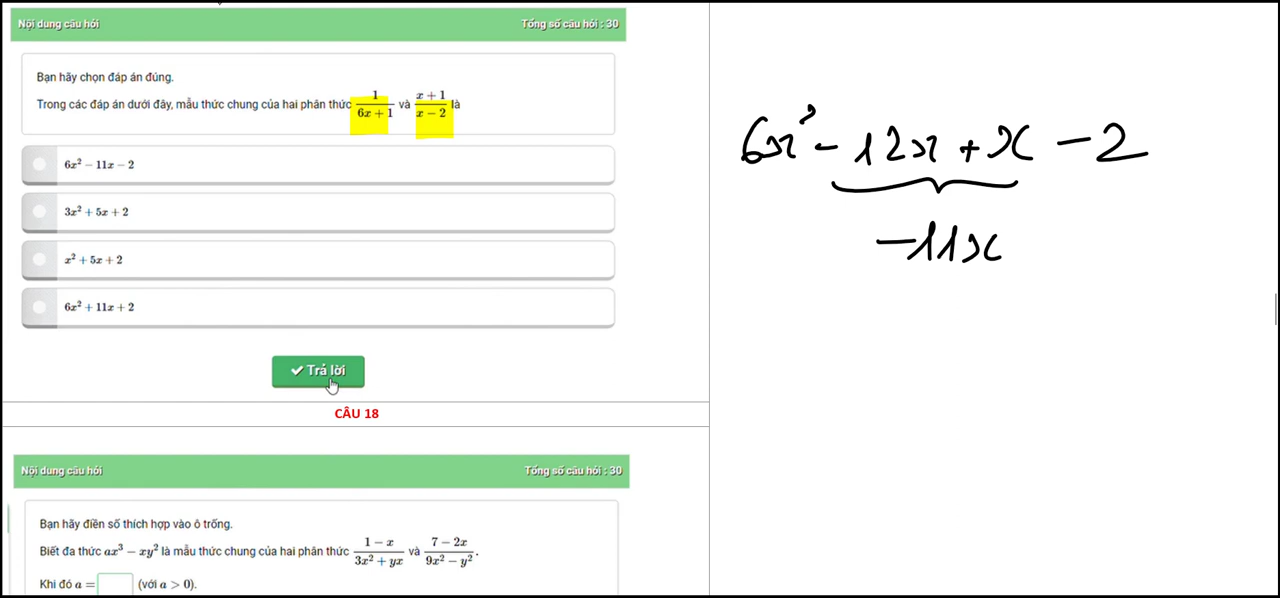 Nội dung câu hỏi
Tổng số câu hỏi : 30
Bạn hãy chọn đáp án đúng.
Trong các đáp án dưới đây, mẫu thức chung của hai phân thức 1/(6x + 1) và (x + 1)/(x − 2) là
6x² − 11x − 2
3x² + 5x + 2
x² + 5x + 2
6x² + 11x + 2
✔ Trả lời
CÂU 18
Nội dung câu hỏi
Tổng số câu hỏi : 30
Bạn hãy điền số thích hợp vào ô trống.
Biết đa thức ax³ − xy² là mẫu thức chung của hai phân thức (1 − x)/(3x² + yx) và (7 − 2x)/(9x² − y²).
Khi đó a = (với a > 0).
6x² − 12x + x − 2
−11x